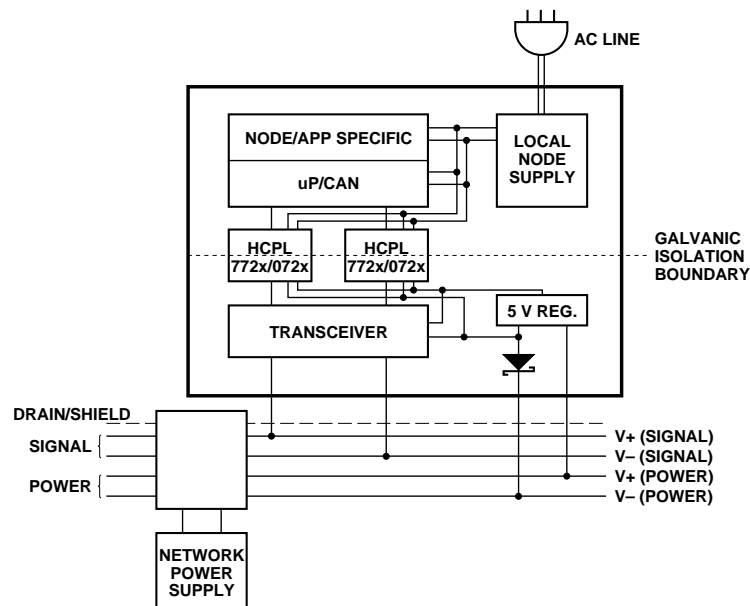 AC LINE
NODE/APP SPECIFIC
uP/CAN
LOCAL
NODE
SUPPLY
HCPL
772x/072x
HCPL
772x/072x
GALVANIC
ISOLATION
BOUNDARY
TRANSCEIVER
5 V REG.
DRAIN/SHIELD
SIGNAL
POWER
V+ (SIGNAL)
V– (SIGNAL)
V+ (POWER)
V– (POWER)
NETWORK
POWER
SUPPLY